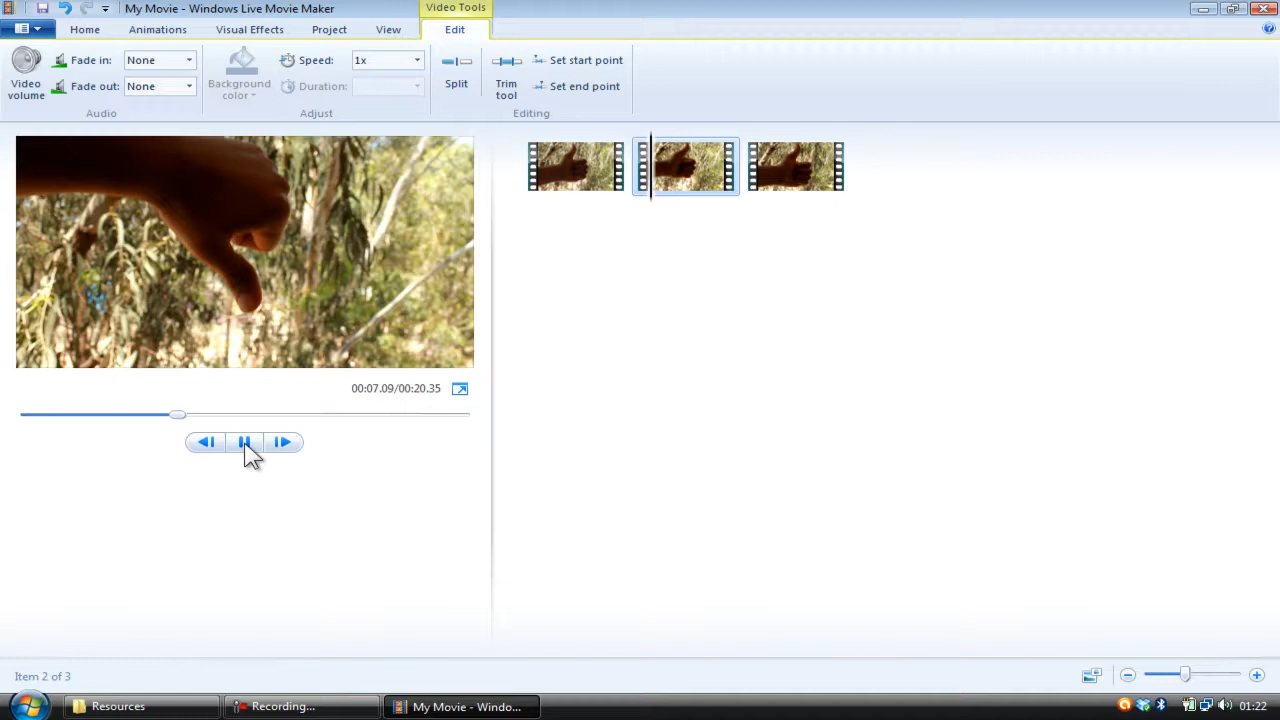 My Movie - Windows Live Movie Maker
Video Tools
Home Animations Visual Effects Project View Edit
Video volume
Fade in: None
Fade out: None
Audio
Background color
Speed: 1x
Duration:
Adjust
Split
Trim tool
Set start point
Set end point
Editing
00:07.09/00:20.35
Item 2 of 3
Resources
Recording...
My Movie - Windo...
01:22